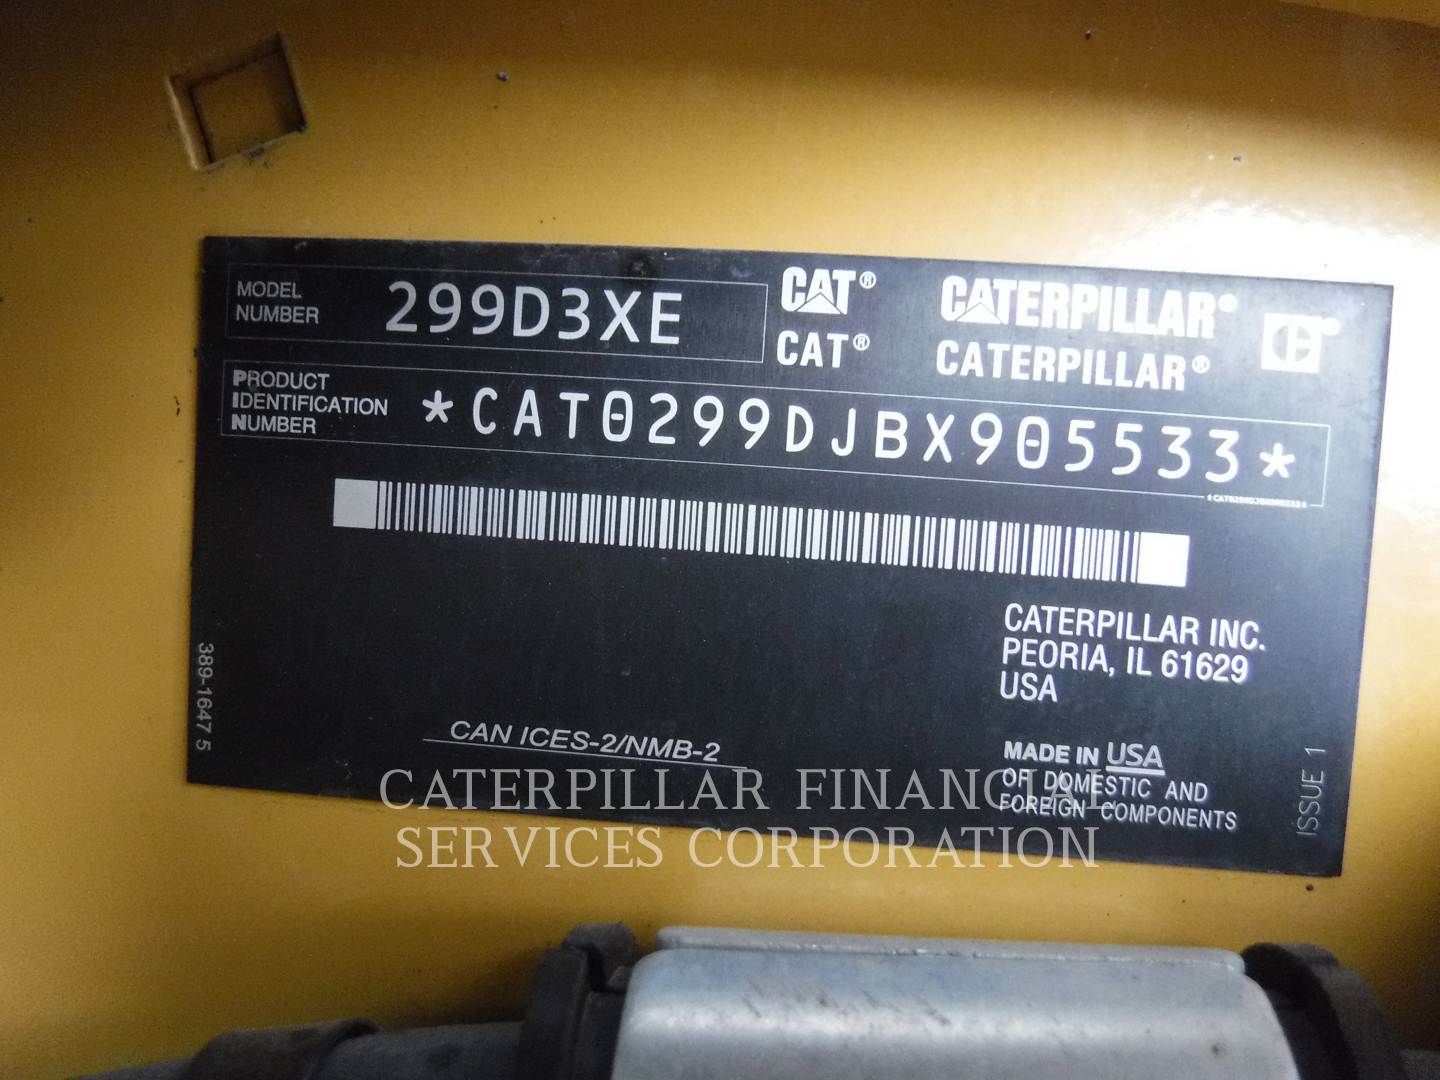 MODEL NUMBER 299D3XE
CAT® CATERPILLAR®
CAT® CATERPILLAR®
PRODUCT
IDENTIFICATION
NUMBER
*CAT0299DJBX905533*
*CAT0299DJBX905533*
CATERPILLAR INC.
PEORIA, IL 61629
USA
CAN ICES-2/NMB-2
MADE IN USA
OF DOMESTIC AND
FOREIGN COMPONENTS
389-1647 5
ISSUE 1
CATERPILLAR FINANCIAL
SERVICES CORPORATION